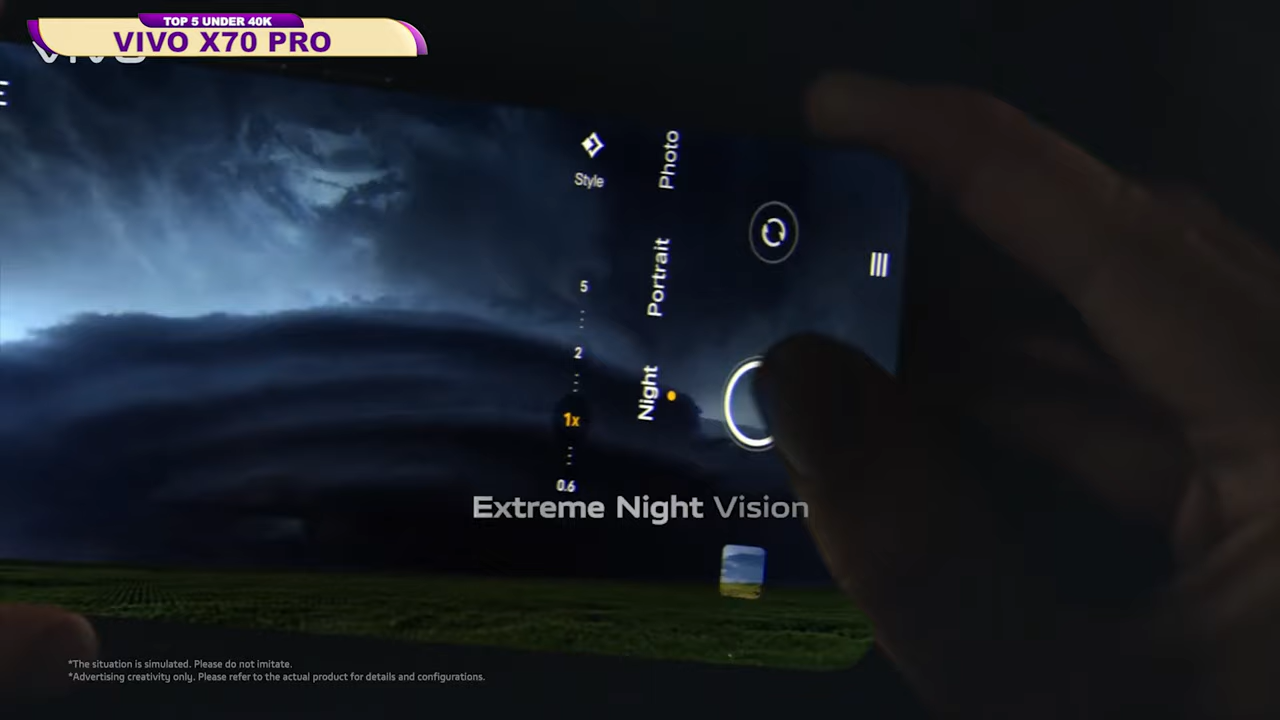 TOP 5 UNDER 40K
VIVO X70 PRO
vivo
Photo
Style
Portrait
5
2
Night
1x
0.6
Extreme Night Vision
*The situation is simulated. Please do not imitate.
*Advertising creativity only. Please refer to the actual product for details and configurations.